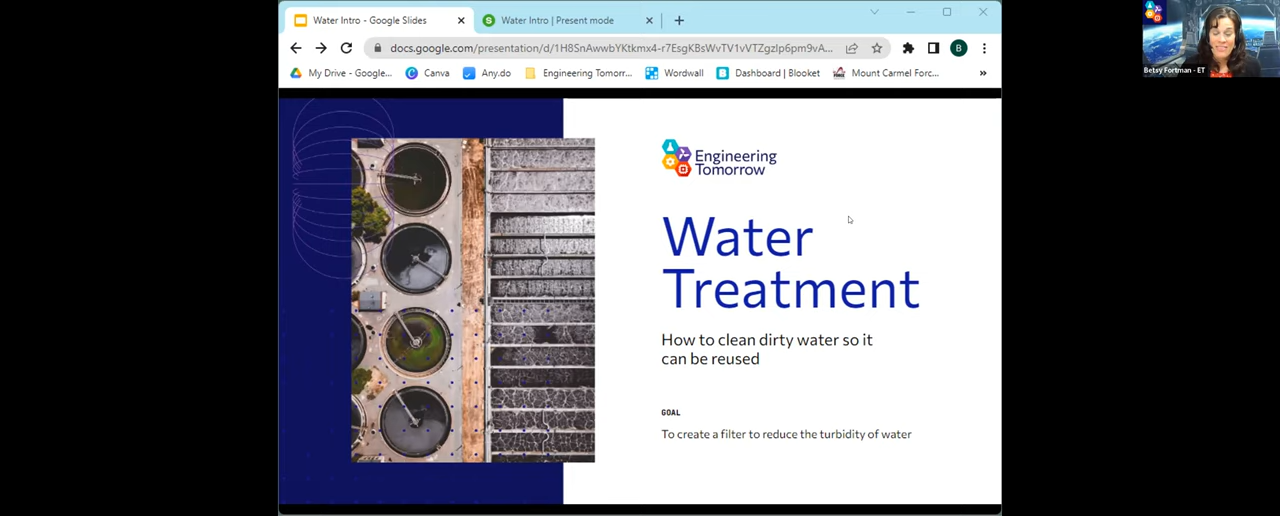 Water Intro - Google Slides
Water Intro | Present mode
docs.google.com/presentation/d/1H8SnAwwbYKtkmx4-r7EsgKBsWvTV1vVTZgzIp6pm9vA...
B
My Drive - Google...
Canva
Any.do
Engineering Tomorr...
Wordwall
Dashboard | Blooket
Mount Carmel Forc...
»
Betsy Fortman - ET
Engineering
Tomorrow
Water
Treatment
How to clean dirty water so it
can be reused
GOAL
To create a filter to reduce the turbidity of water